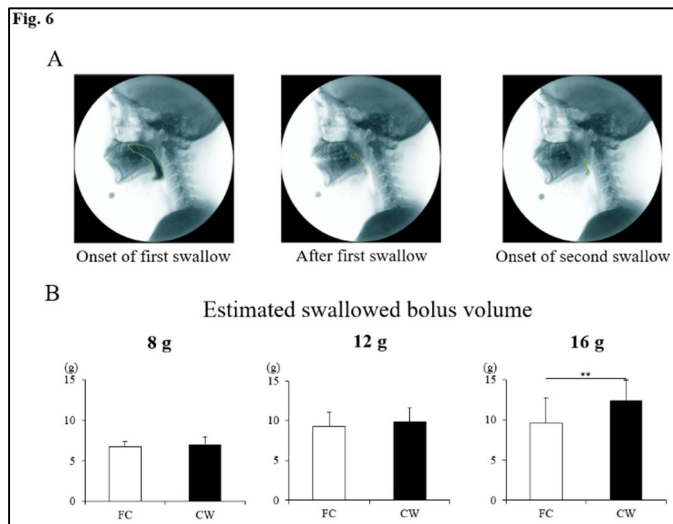 Fig. 6
A
Onset of first swallow
After first swallow
Onset of second swallow
B
Estimated swallowed bolus volume
8 g
12 g
16 g
(g)
15
10
5
0
FC
CW
(g)
15
10
5
0
FC
CW
(g)
15
10
5
0
**
FC
CW